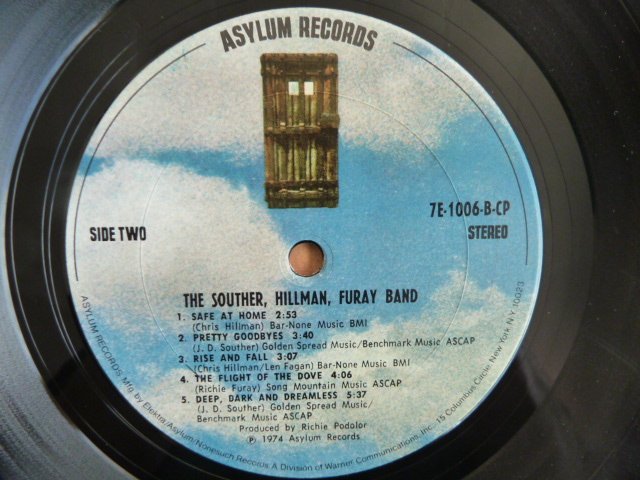 ASYLUM RECORDS
7E-1006-B-CP
SIDE TWO
STEREO
THE SOUTHER, HILLMAN, FURAY BAND
1. SAFE AT HOME 2:53
(Chris Hillman) Bar-None Music BMI
2. PRETTY GOODBYES 3:40
(J. D. Souther) Golden Spread Music/Benchmark Music ASCAP
3. RISE AND FALL 3:07
(Chris Hillman/Len Fagan) Bar-None Music BMI
4. THE FLIGHT OF THE DOVE 4:06
(Richie Furay) Song Mountain Music ASCAP
5. DEEP, DARK AND DREAMLESS 5:37
(J. D. Souther) Golden Spread Music/
Benchmark Music ASCAP
Produced by Richie Podolor
℗ 1974 Asylum Records
ASYLUM RECORDS. Mfg. by Elektra/Asylum/Nonesuch Records A Division of Warner Communications, Inc. · 15 Columbus Circle, New York, N.Y. 10023